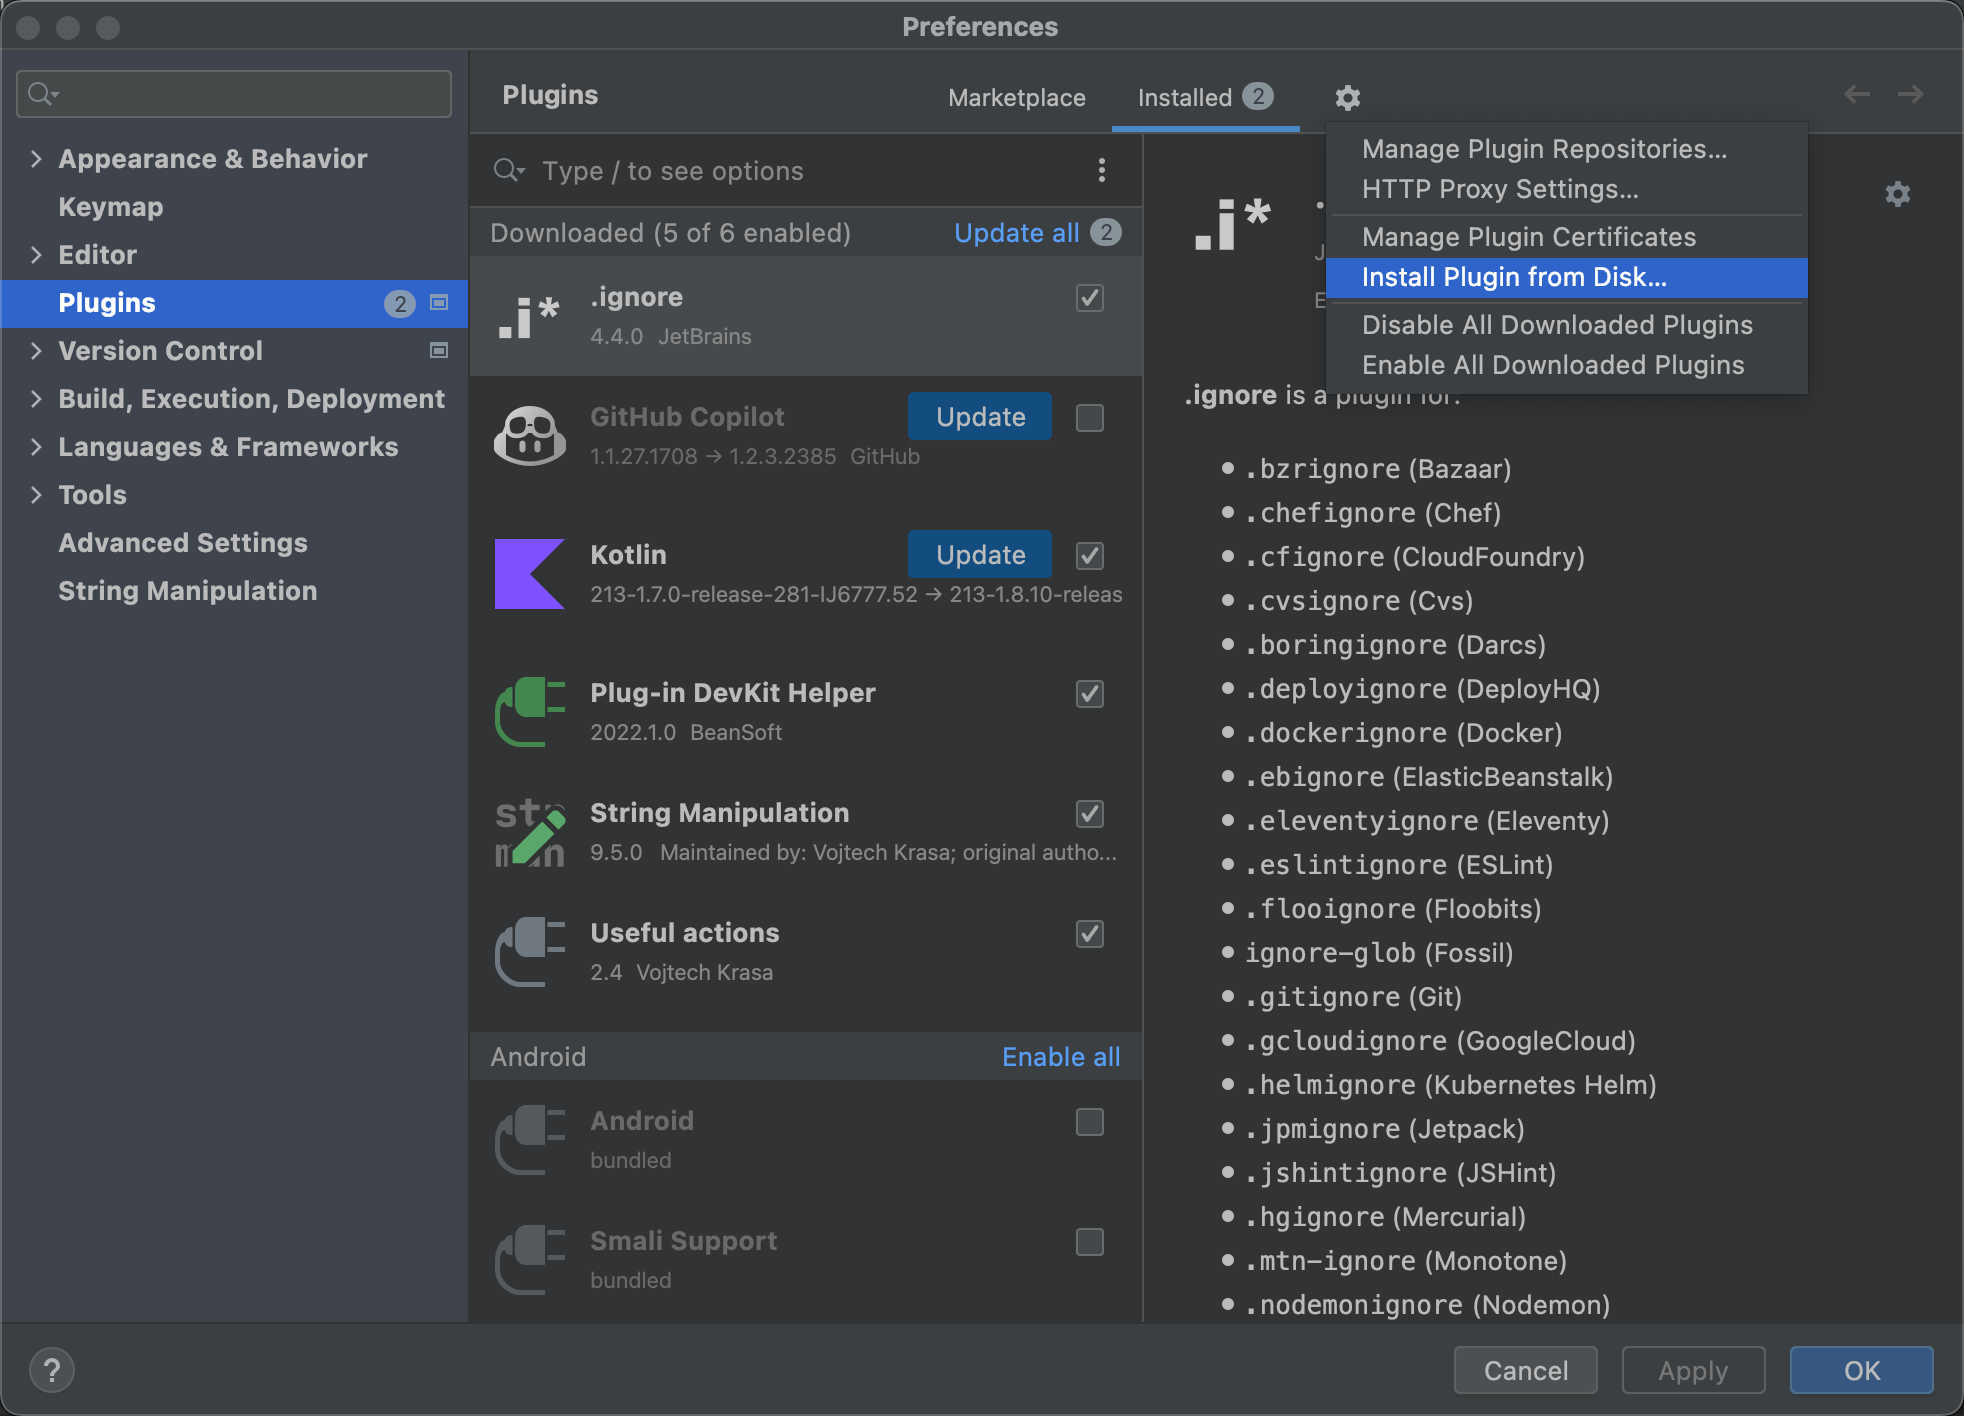 Preferences
Appearance & Behavior
Keymap
Editor
Plugins
2
Version Control
Build, Execution, Deployment
Languages & Frameworks
Tools
Advanced Settings
String Manipulation
?
Plugins
Marketplace
Installed 2
Type / to see options
Downloaded (5 of 6 enabled)
Update all 2
.i*
.ignore
4.4.0 JetBrains
GitHub Copilot
Update
1.1.27.1708 → 1.2.3.2385 GitHub
Kotlin
Update
213-1.7.0-release-281-IJ6777.52 → 213-1.8.10-releas
Plug-in DevKit Helper
2022.1.0 BeanSoft
String Manipulation
9.5.0 Maintained by: Vojtech Krasa; original autho...
Useful actions
2.4 Vojtech Krasa
Android
Enable all
Android
bundled
Smali Support
bundled
Manage Plugin Repositories...
HTTP Proxy Settings...
Manage Plugin Certificates
Install Plugin from Disk...
Disable All Downloaded Plugins
Enable All Downloaded Plugins
.i*
.ignore is a plugin for:
• .bzrignore (Bazaar)
• .chefignore (Chef)
• .cfignore (CloudFoundry)
• .cvsignore (Cvs)
• .boringignore (Darcs)
• .deployignore (DeployHQ)
• .dockerignore (Docker)
• .ebignore (ElasticBeanstalk)
• .eleventyignore (Eleventy)
• .eslintignore (ESLint)
• .flooignore (Floobits)
• ignore-glob (Fossil)
• .gitignore (Git)
• .gcloudignore (GoogleCloud)
• .helmignore (Kubernetes Helm)
• .jpmignore (Jetpack)
• .jshintignore (JSHint)
• .hgignore (Mercurial)
• .mtn-ignore (Monotone)
• .nodemonignore (Nodemon)
Cancel
Apply
OK